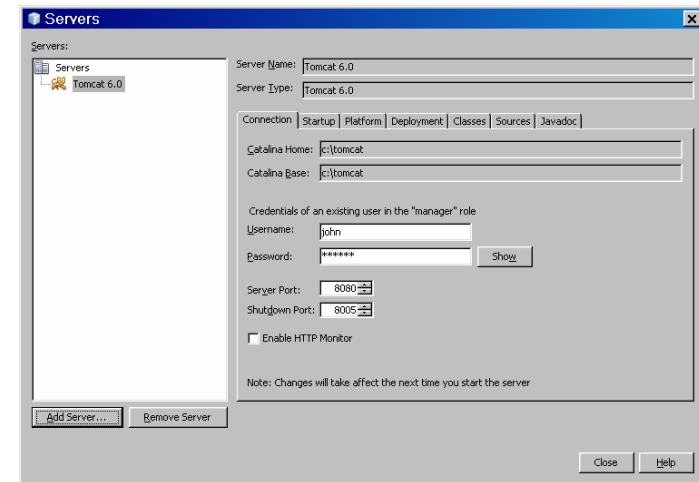 Servers
Servers:
Servers
Tomcat 6.0
Server Name: Tomcat 6.0
Server Type: Tomcat 6.0
Connection Startup Platform Deployment Classes Sources Javadoc
Catalina Home: c:\tomcat
Catalina Base: c:\tomcat
Credentials of an existing user in the "manager" role
Username: john
Password: ****** Show
Server Port: 8080
Shutdown Port: 8005
Enable HTTP Monitor
Note: Changes will take affect the next time you start the server
Add Server... Remove Server
Close Help